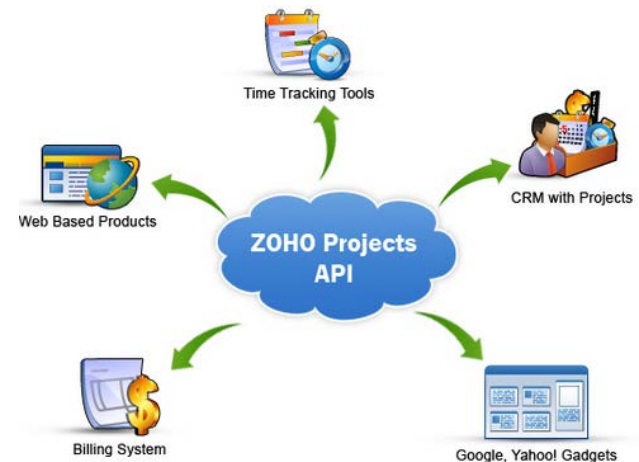 Time Tracking Tools
CRM with Projects
Web Based Products
ZOHO Projects
API
Billing System
Google, Yahoo! Gadgets